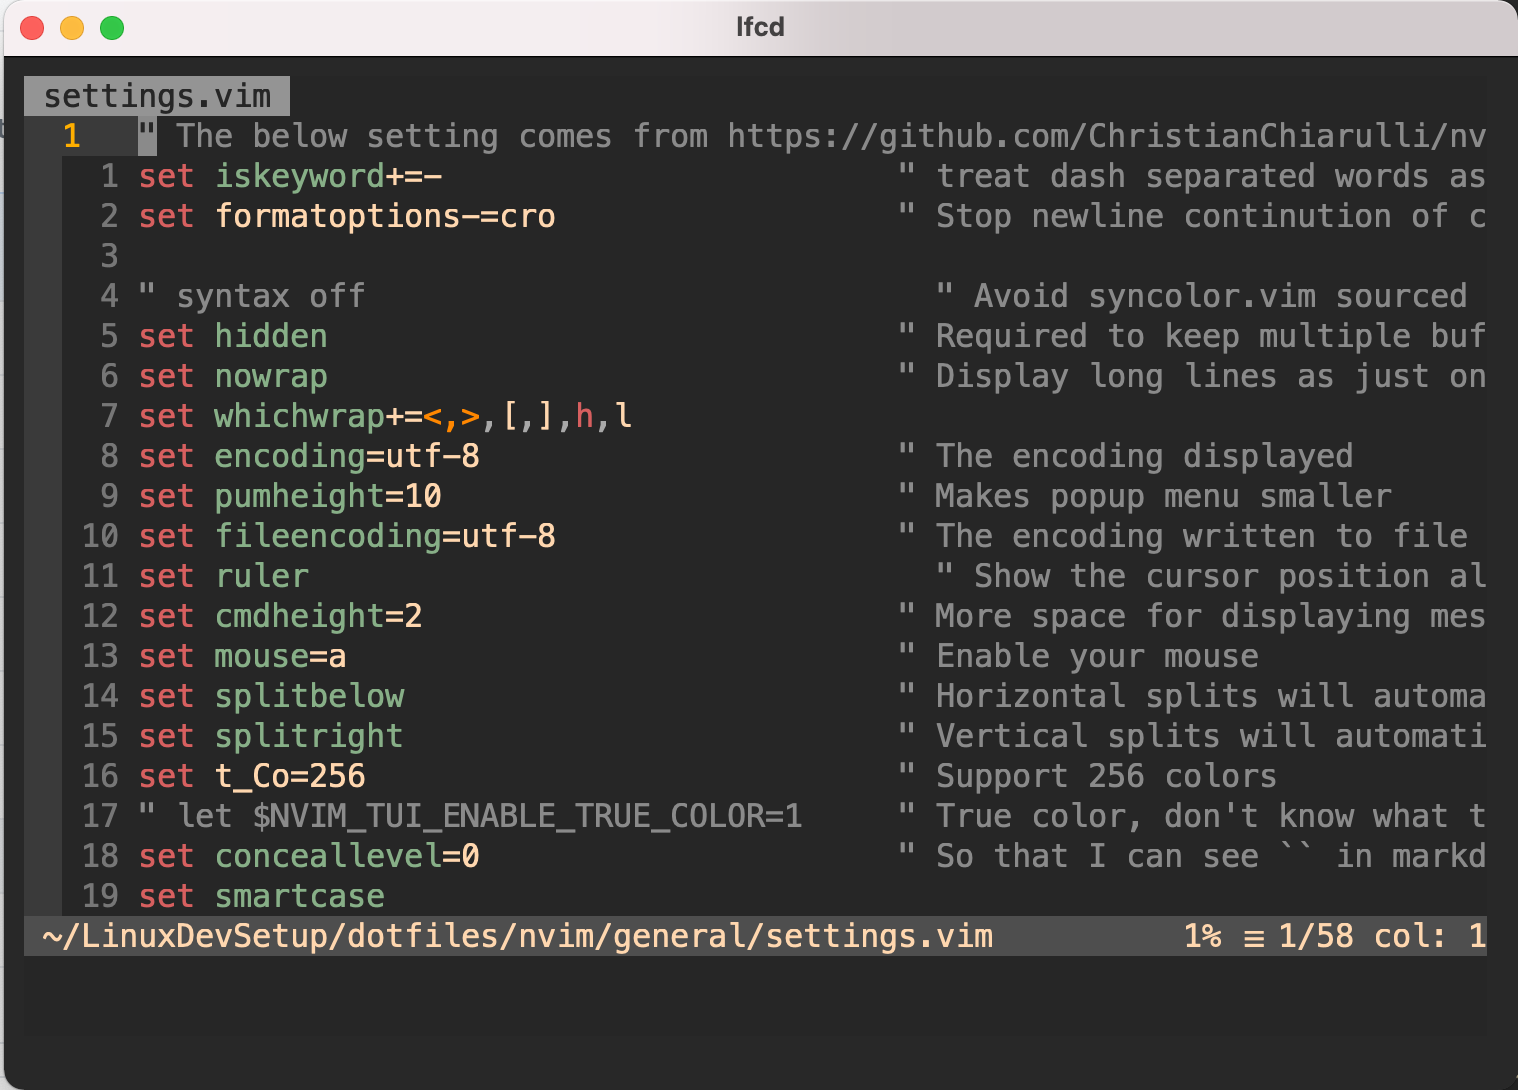 lfcd
settings.vim
1 " The below setting comes from https://github.com/ChristianChiarulli/nv
1 set iskeyword+=- " treat dash separated words as
2 set formatoptions-=cro " Stop newline continution of c
3
4 " syntax off " Avoid syncolor.vim sourced
5 set hidden " Required to keep multiple buf
6 set nowrap " Display long lines as just on
7 set whichwrap+=<,>,[,],h,l
8 set encoding=utf-8 " The encoding displayed
9 set pumheight=10 " Makes popup menu smaller
10 set fileencoding=utf-8 " The encoding written to file
11 set ruler " Show the cursor position al
12 set cmdheight=2 " More space for displaying mes
13 set mouse=a " Enable your mouse
14 set splitbelow " Horizontal splits will automa
15 set splitright " Vertical splits will automati
16 set t_Co=256 " Support 256 colors
17 " let $NVIM_TUI_ENABLE_TRUE_COLOR=1 " True color, don't know what t
18 set conceallevel=0 " So that I can see `` in markd
19 set smartcase
~/LinuxDevSetup/dotfiles/nvim/general/settings.vim 1% ≡ 1/58 col: 1